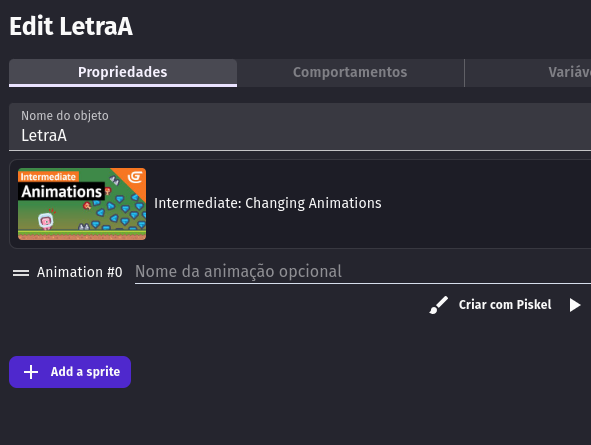 Edit LetraA
Propriedades Comportamentos Variáv
Nome do objeto
LetraA
Intermediate
Animations
Intermediate: Changing Animations
Animation #0 Nome da animação opcional
Criar com Piskel
Add a sprite